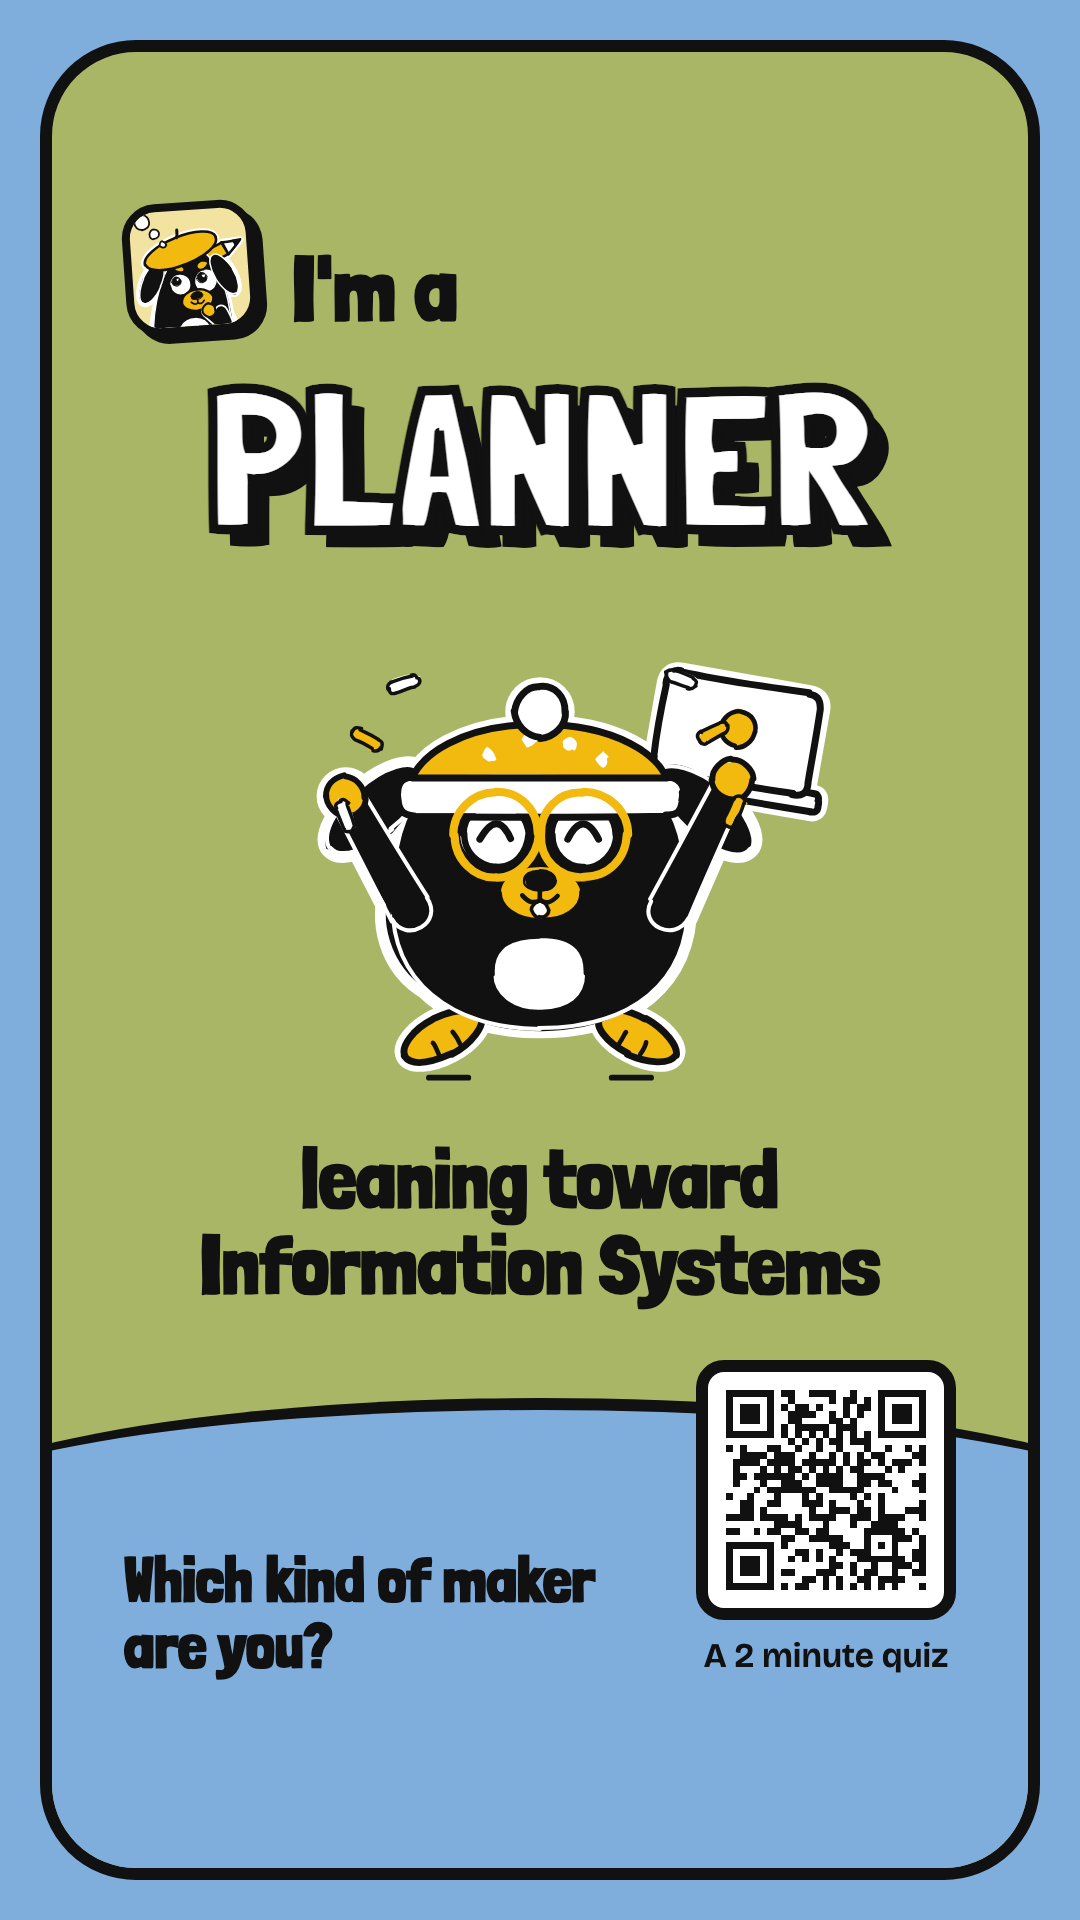 I'm a
PLANNER
leaning toward
Information Systems
Which kind of maker
are you?
A 2 minute quiz